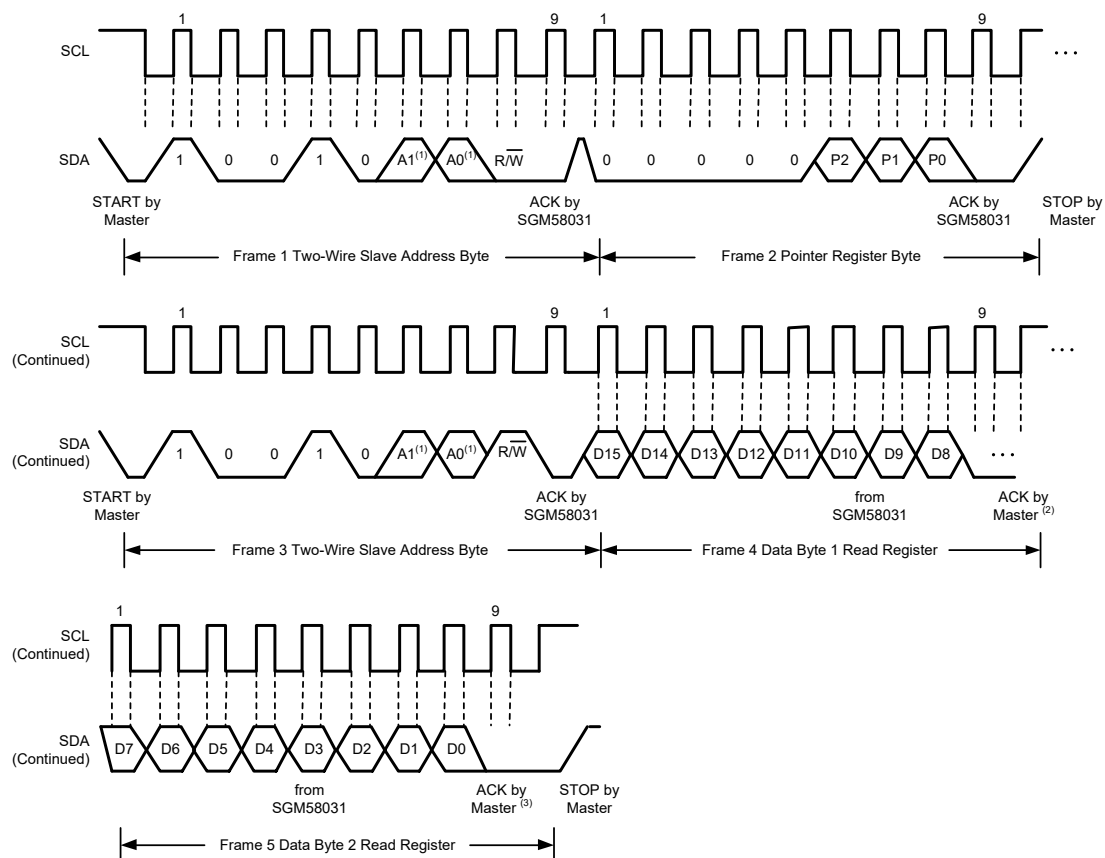 1 9 1 9
SCL
...
SDA
1 0 0 1 0 A1(1) A0(1) R/W 0 0 0 0 0 P2 P1 P0
START by
Master
ACK by
SGM58031
ACK by
SGM58031
STOP by
Master
Frame 1 Two-Wire Slave Address Byte
Frame 2 Pointer Register Byte
1 9 1 9
SCL
(Continued)
...
SDA
(Continued)
1 0 0 1 0 A1(1) A0(1) R/W D15 D14 D13 D12 D11 D10 D9 D8 ...
START by
Master
ACK by
SGM58031
from
SGM58031
ACK by
Master (2)
Frame 3 Two-Wire Slave Address Byte
Frame 4 Data Byte 1 Read Register
1 9
SCL
(Continued)
SDA
(Continued)
D7 D6 D5 D4 D3 D2 D1 D0
from
SGM58031
ACK by
Master (3)
STOP by
Master
Frame 5 Data Byte 2 Read Register